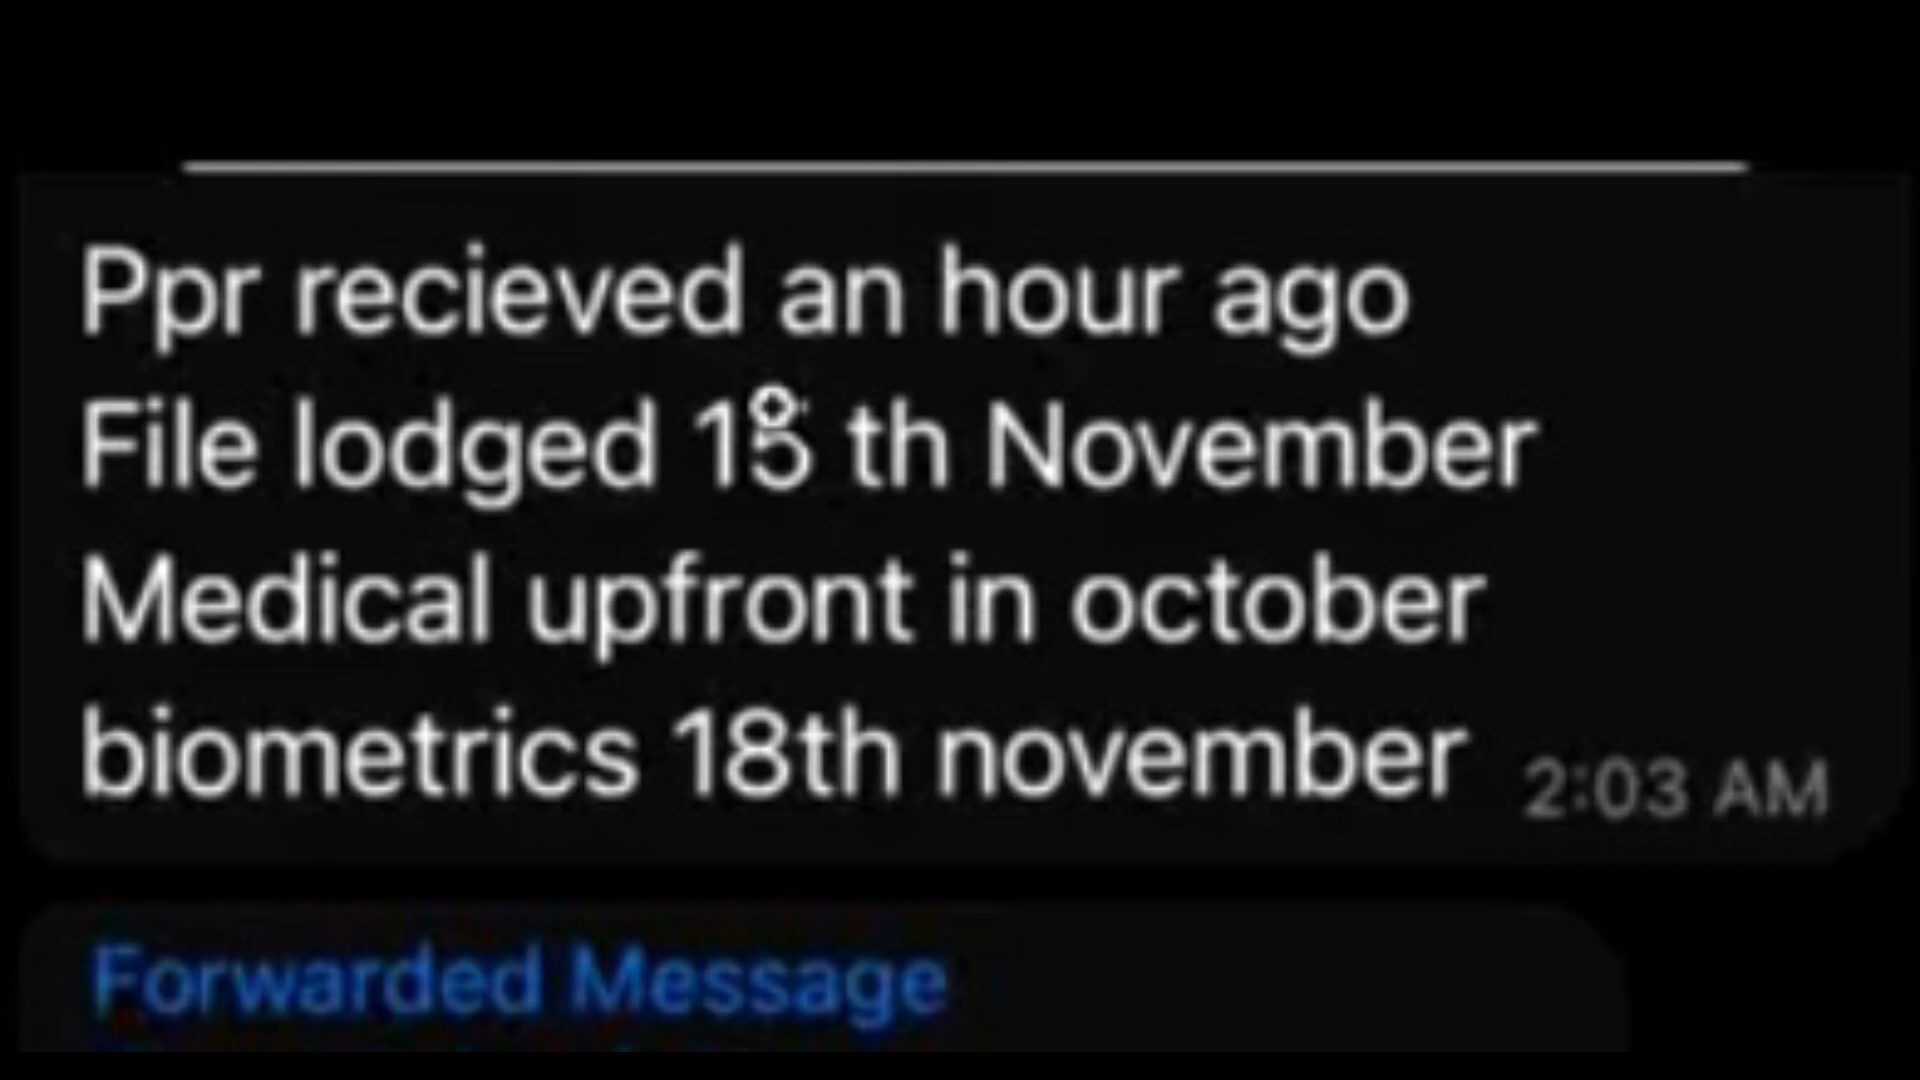 Ppr recieved an hour ago
File lodged th November
Medical upfront in october
biometrics 18th november 2:03 AM
Forwarded Message